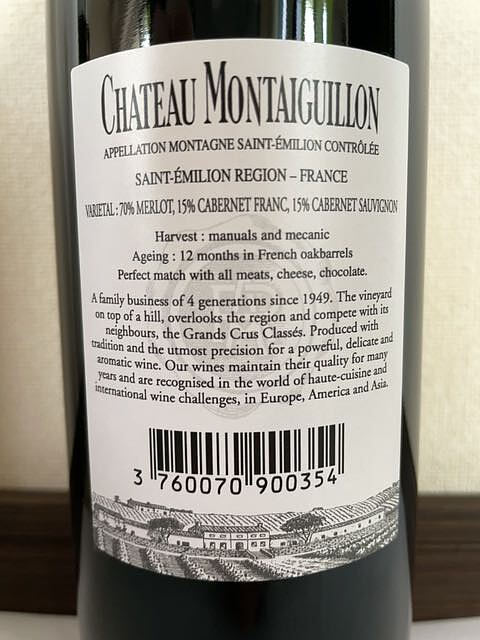 CHATEAU MONTAIGUILLON
APPELLATION MONTAGNE SAINT-ÉMILION CONTRÔLÉE
SAINT-ÉMILION REGION – FRANCE
VARIETAL : 70% MERLOT, 15% CABERNET FRANC, 15% CABERNET SAUVIGNON
Harvest : manuals and mecanic
Ageing : 12 months in French oakbarrels
Perfect match with all meats, cheese, chocolate.
A family business of 4 generations since 1949. The vineyard
on top of a hill, overlooks the region and compete with its
neighbours, the Grands Crus Classés. Produced with
tradition and the utmost precision for a poweful, delicate and
aromatic wine. Our wines maintain their quality for many
years and are recognised in the world of haute-cuisine and
international wine challenges, in Europe, America and Asia.
3 760070 900354